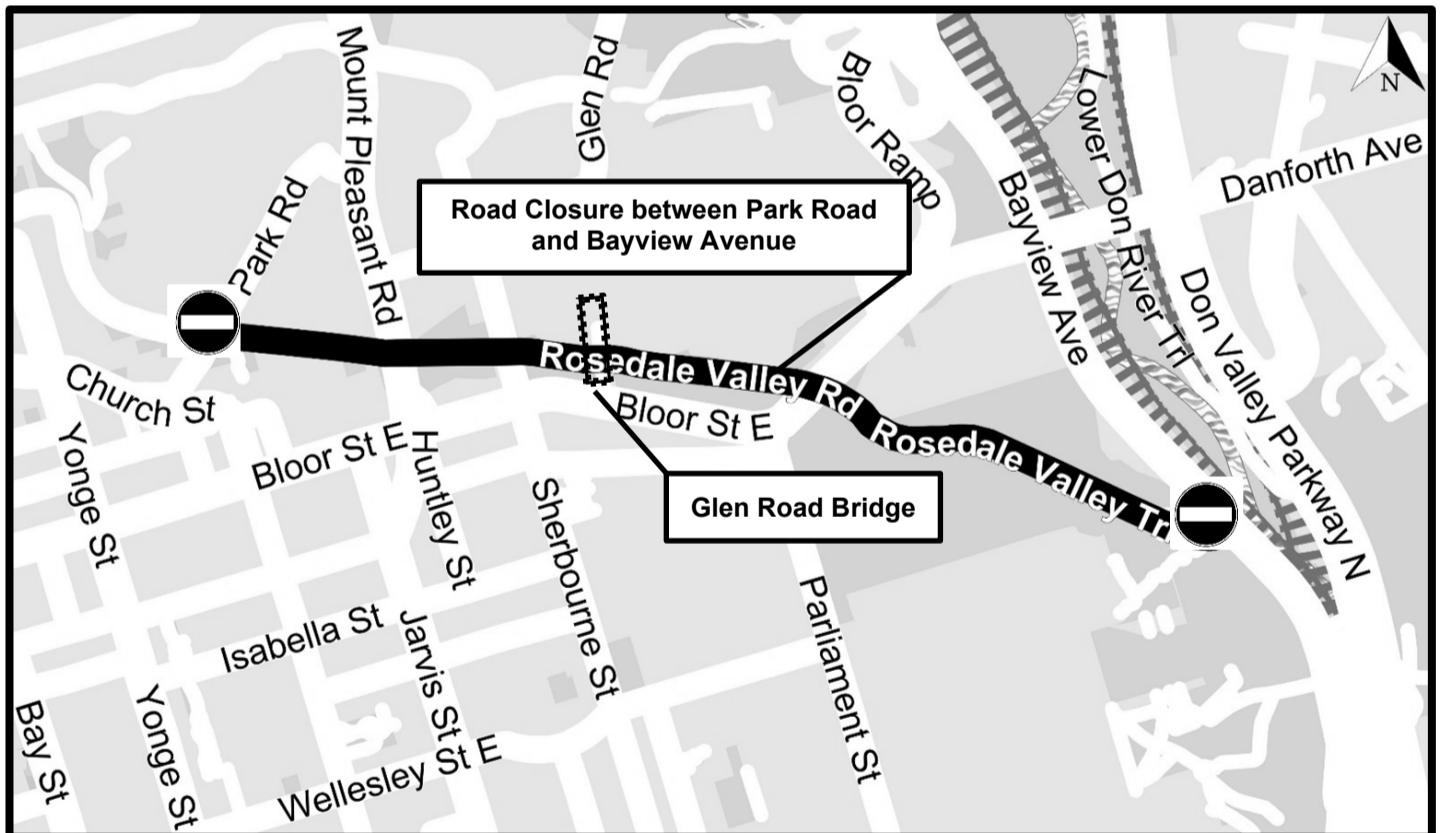 Mount Pleasant Rd
Glen Rd
Bloor Ramp
Lower Don River Trl
N
Danforth Ave
Park Rd
Road Closure between Park Road
and Bayview Avenue
Bayview Ave
Don Valley Parkway N
Rosedale Valley Rd
Rosedale Valley Trl
Church St
Bloor St E
Yonge St
Bloor St E
Huntley St
Sherbourne St
Glen Road Bridge
Isabella St
Jarvis St
Parliament St
Bay St
Yonge St
Wellesley St E